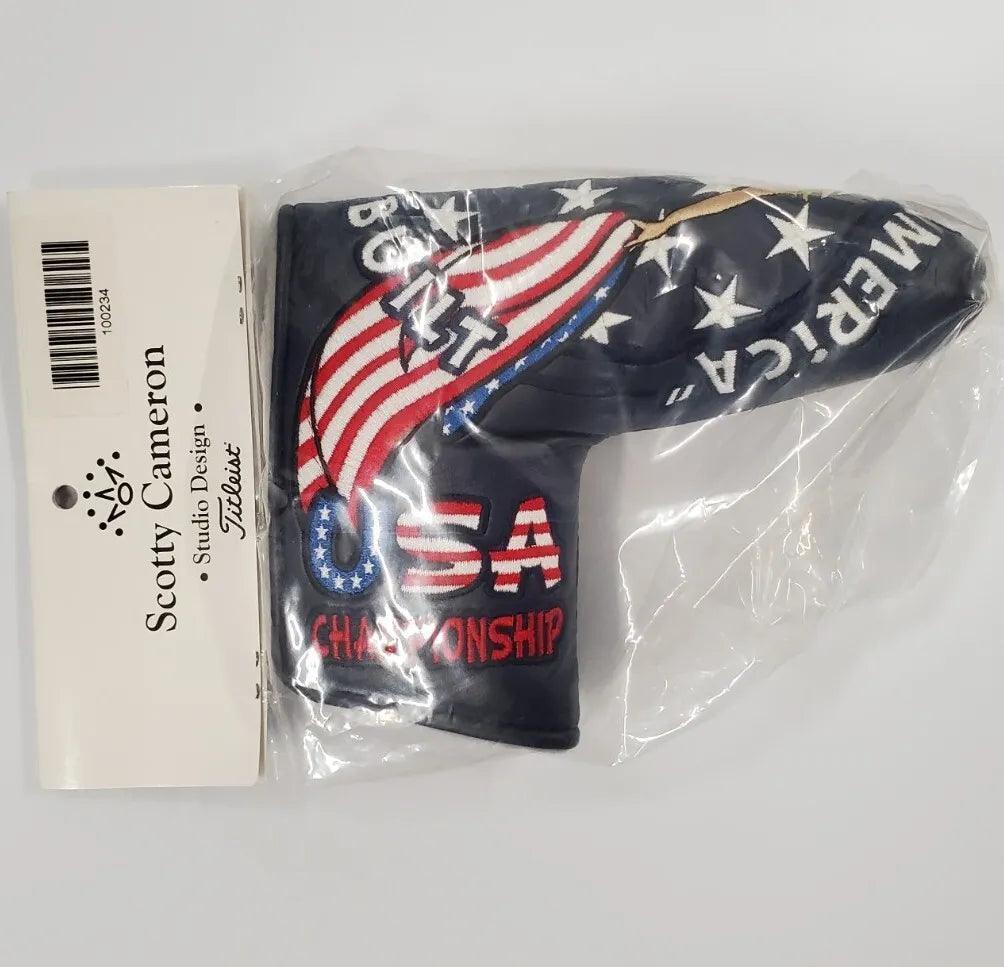 100234
Scotty Cameron
• Studio Design •
Titleist
BUILT
MERiCA"
USA
CHAMPIONSHIP